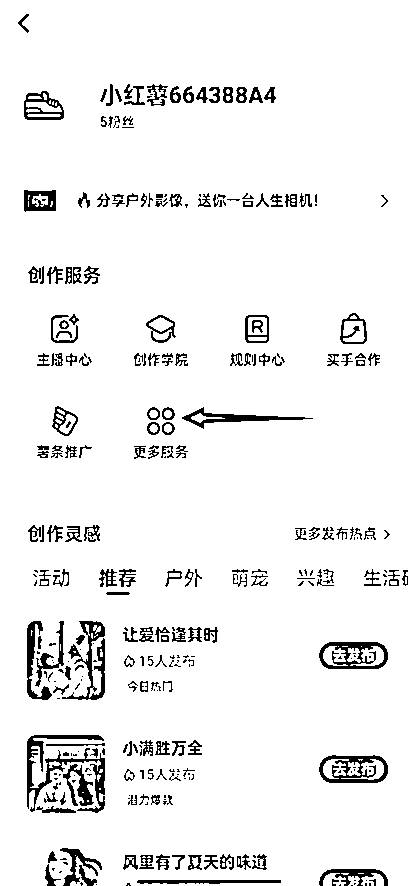 小红薯664388A4
5粉丝
分享户外影像，送你一台人生相机！
创作服务
主播中心 创作学院 规则中心 买手合作
薯条推广 更多服务
创作灵感 更多发布热点
活动 推荐 户外 萌宠 兴趣
让爱恰逢其时
15人发布 去发布
今日热门
小满胜万全
15人发布 去发布
潜力爆款
风里有了夏天的味道
去发布